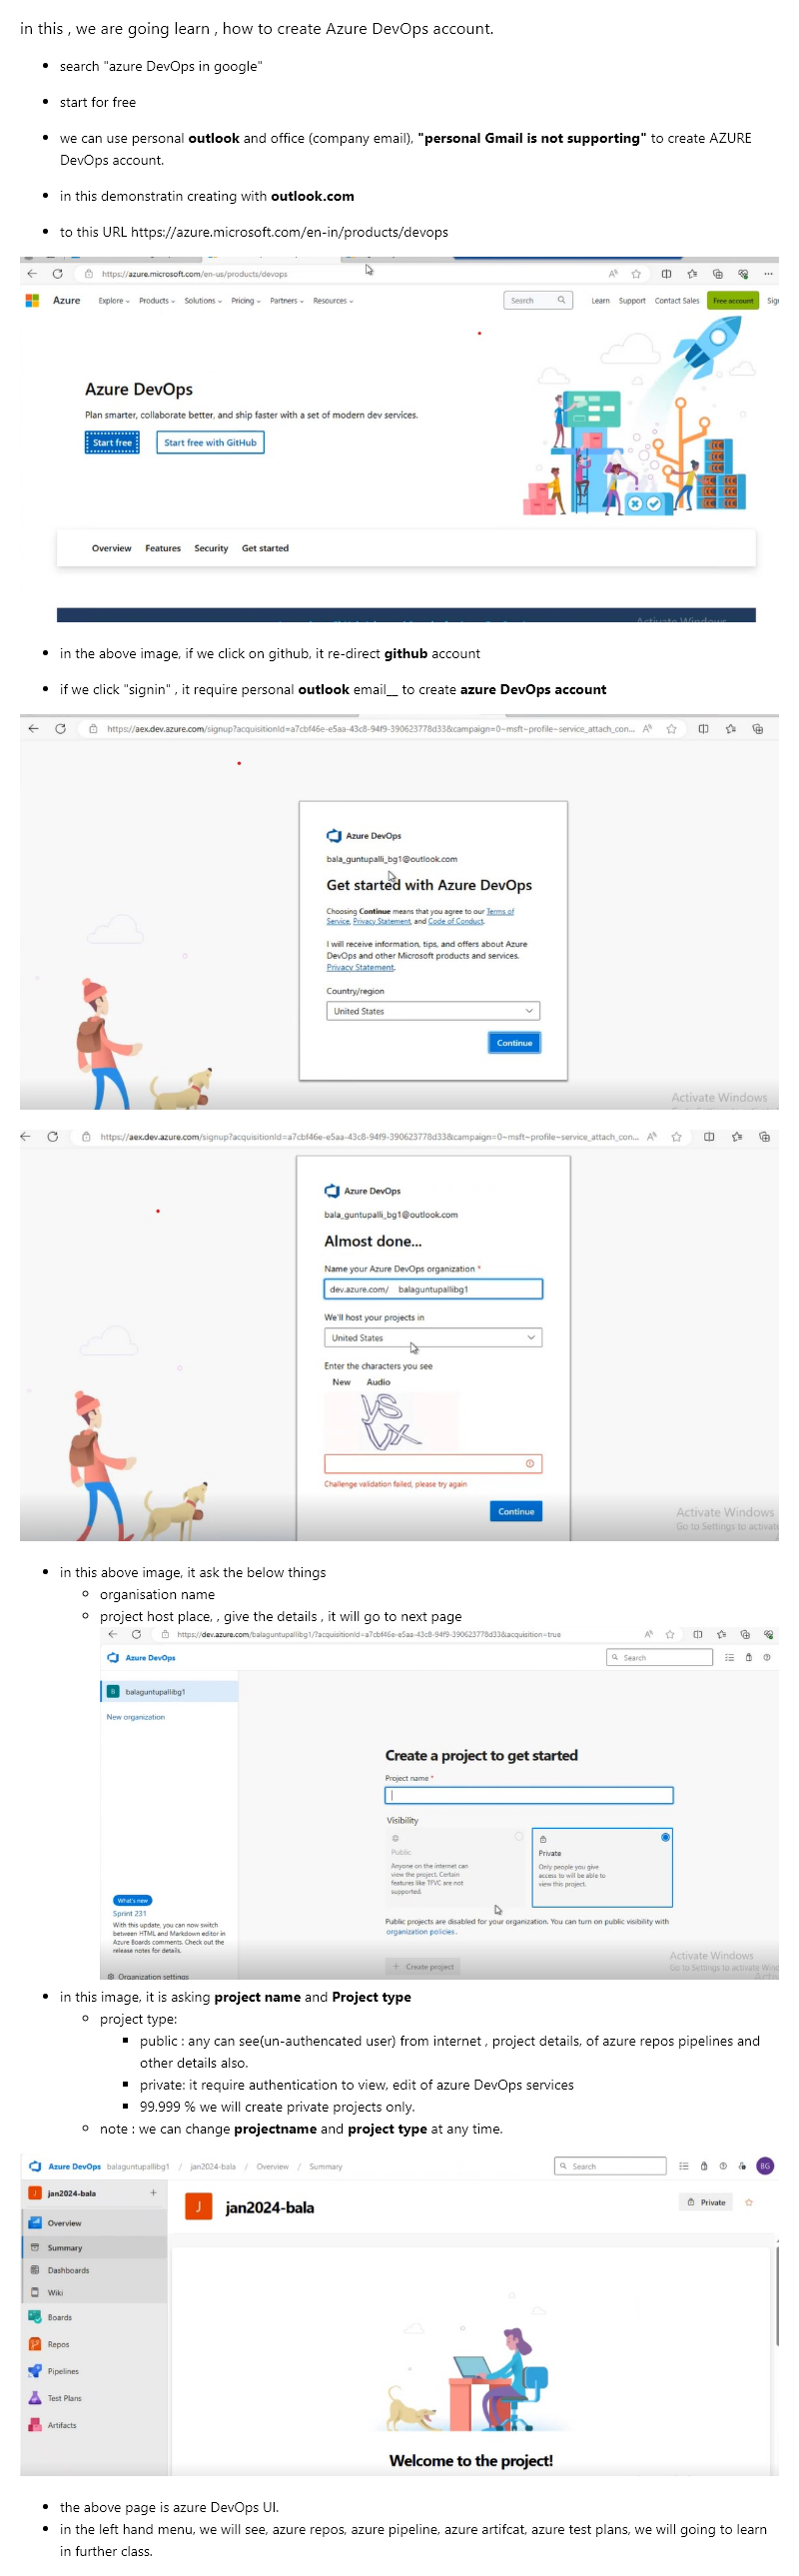 in this , we are going learn , how to create Azure DevOps account.
search "azure DevOps in google"
start for free
we can use personal outlook and office (company email), "personal Gmail is not supporting" to create AZURE
DevOps account.
in this demonstratin creating with outlook.com
to this URL https://azure.microsoft.com/en-in/products/devops
https://azure.microsoft.com/en-us/products/devops
Azure Explore Products Solutions Pricing Partners Resources Search Learn Support Contact Sales Free account Sig
Azure DevOps
Plan smarter, collaborate better, and ship faster with a set of modern dev services.
Start free Start free with GitHub
Overview Features Security Get started
Activate Windows
in the above image, if we click on github, it re-direct github account
if we click "signin" , it require personal outlook email__ to create azure DevOps account
https://aex.dev.azure.com/signup?acquisitionId=a7cbf46e-e5aa-43c8-94f9-390623778d33&campaign=0~msft~profile~service_attach_con...
Azure DevOps
bala_guntupalli_bg1@outlook.com
Get started with Azure DevOps
Choosing Continue means that you agree to our Terms of
Service, Privacy Statement, and Code of Conduct.
I will receive information, tips, and offers about Azure
DevOps and other Microsoft products and services.
Privacy Statement.
Country/region
United States
Continue
Activate Windows
https://aex.dev.azure.com/signup?acquisitionId=a7cbf46e-e5aa-43c8-94f9-390623778d33&campaign=0~msft~profile~service_attach_con...
Azure DevOps
bala_guntupalli_bg1@outlook.com
Almost done...
Name your Azure DevOps organization *
dev.azure.com/ balaguntupallibg1
We'll host your projects in
United States
Enter the characters you see
New Audio
Challenge validation failed, please try again
Continue
Activate Windows
Go to Settings to activate
in this above image, it ask the below things
organisation name
project host place, , give the details , it will go to next page
https://dev.azure.com/balaguntupallibg1/?acquisitionId=a7cbf46e-e5aa-43c8-94f9-390623778d33&acquisition=true
Azure DevOps Search
B balaguntupallibg1
New organization
Create a project to get started
Project name *
Visibility
Public
Anyone on the internet can
view the project. Certain
features like TFVC are not
supported.
Private
Only people you give
access to will be able to
view this project.
What's new
Sprint 231
With this update, you can now switch
between HTML and Markdown editor in
Azure Boards comments. Check out the
release notes for details.
Public projects are disabled for your organization. You can turn on public visibility with
organization policies.
+ Create project
Activate Windows
Go to Settings to activate Wind
Organization settings
in this image, it is asking project name and Project type
project type:
public : any can see(un-authencated user) from internet , project details, of azure repos pipelines and
other details also.
private: it require authentication to view, edit of azure DevOps services
99.999 % we will create private projects only.
note : we can change projectname and project type at any time.
Azure DevOps balaguntupallibg1 / jan2024-bala / Overview / Summary Search BG
J jan2024-bala +
J jan2024-bala Private
Overview
Summary
Dashboards
Wiki
Boards
Repos
Pipelines
Test Plans
Artifacts
Welcome to the project!
the above page is azure DevOps UI.
in the left hand menu, we will see, azure repos, azure pipeline, azure artifcat, azure test plans, we will going to learn
in further class.